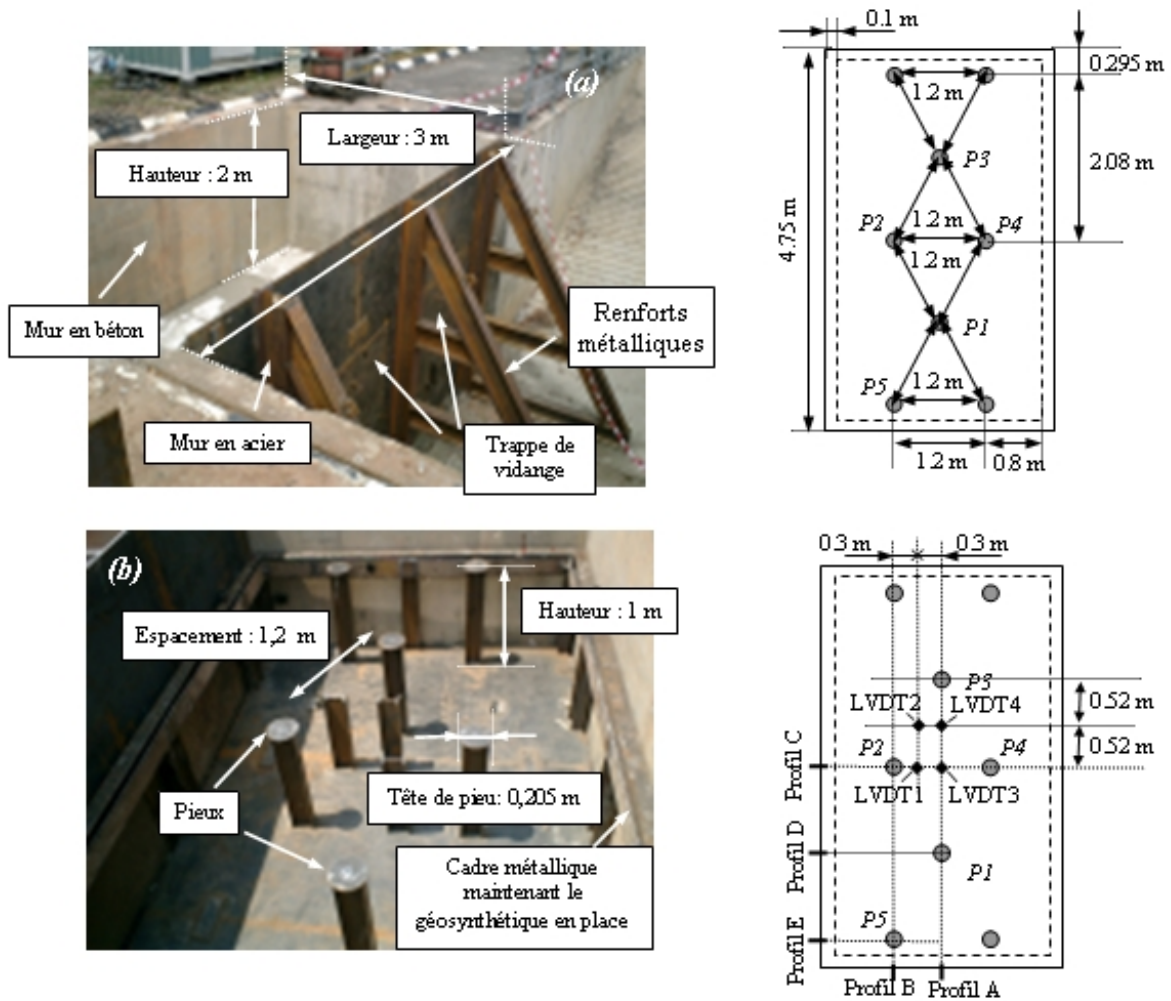 (a)
Largeur : 3 m
Hauteur : 2 m
Mur en béton
Mur en acier
Trappe de
vidange
Renforts
métalliques
0.1 m
0.295 m
1.2 m
P3
2.08 m
4.75 m
P2
1.2 m
P4
1.2 m
P1
P5
1.2 m
1.2 m
0.8 m
(b)
Hauteur : 1 m
Espacement : 1,2 m
Pieux
Tête de pieu: 0,205 m
Cadre métallique
maintenant le
géosynthétique en place
0.3 m
0.3 m
P3
LVDT2
LVDT4
0.52 m
0.52 m
Profil C
P2
P4
LVDT1
LVDT3
Profil D
P1
Profil E
P5
Profil B
Profil A